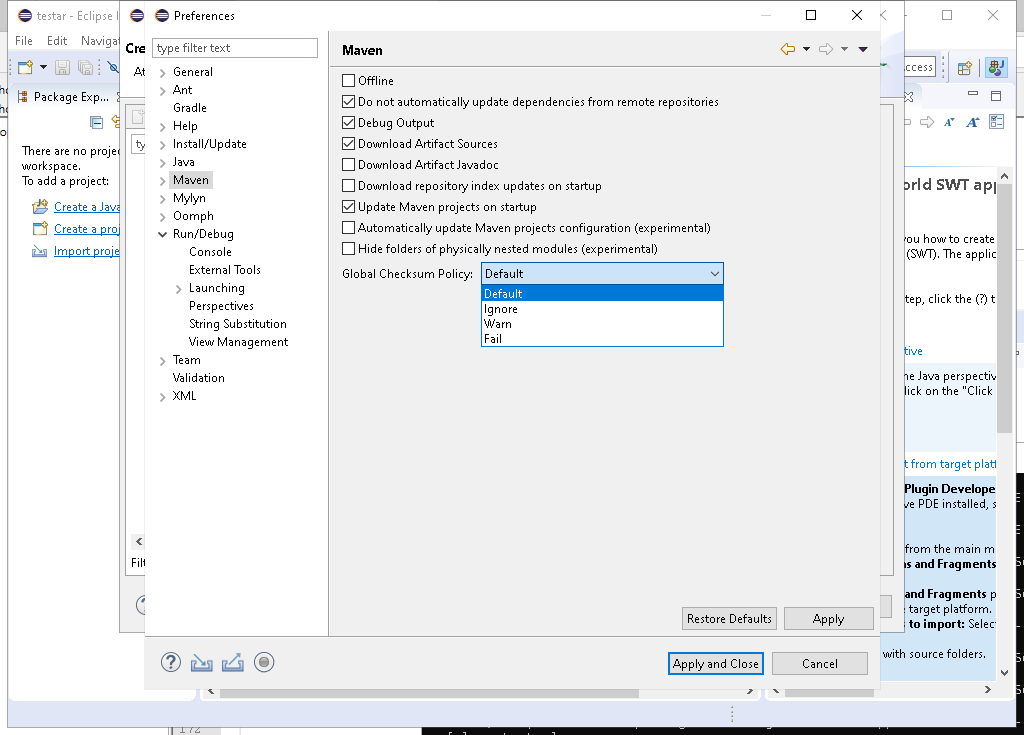 testar - Eclipse I
Preferences
File Edit Navigat
Cre
type filter text
Maven
At
ccess
Package Exp...
General
Ant
Gradle
Help
Install/Update
Java
Maven
Mylyn
Oomph
Run/Debug
Console
External Tools
Launching
Perspectives
String Substitution
View Management
Team
Validation
XML
Offline
Do not automatically update dependencies from remote repositories
Debug Output
Download Artifact Sources
Download Artifact Javadoc
Download repository index updates on startup
Update Maven projects on startup
Automatically update Maven projects configuration (experimental)
Hide folders of physically nested modules (experimental)
Global Checksum Policy: Default
Default
Ignore
Warn
Fail
Restore Defaults Apply
Apply and Close Cancel
There are no projec
workspace.
To add a project:
Create a Java
Create a proj
Import proje
ty
Filt
orld SWT app
you how to create
(SWT). The applic
tep, click the (?) t
tive
he Java perspectiv
lick on the "Click
t from target platf
Plugin Develope
ve PDE installed, s
from the main m
ns and Fragments
and Fragments p
target platform.
s to import: Selec
with source folders.
172